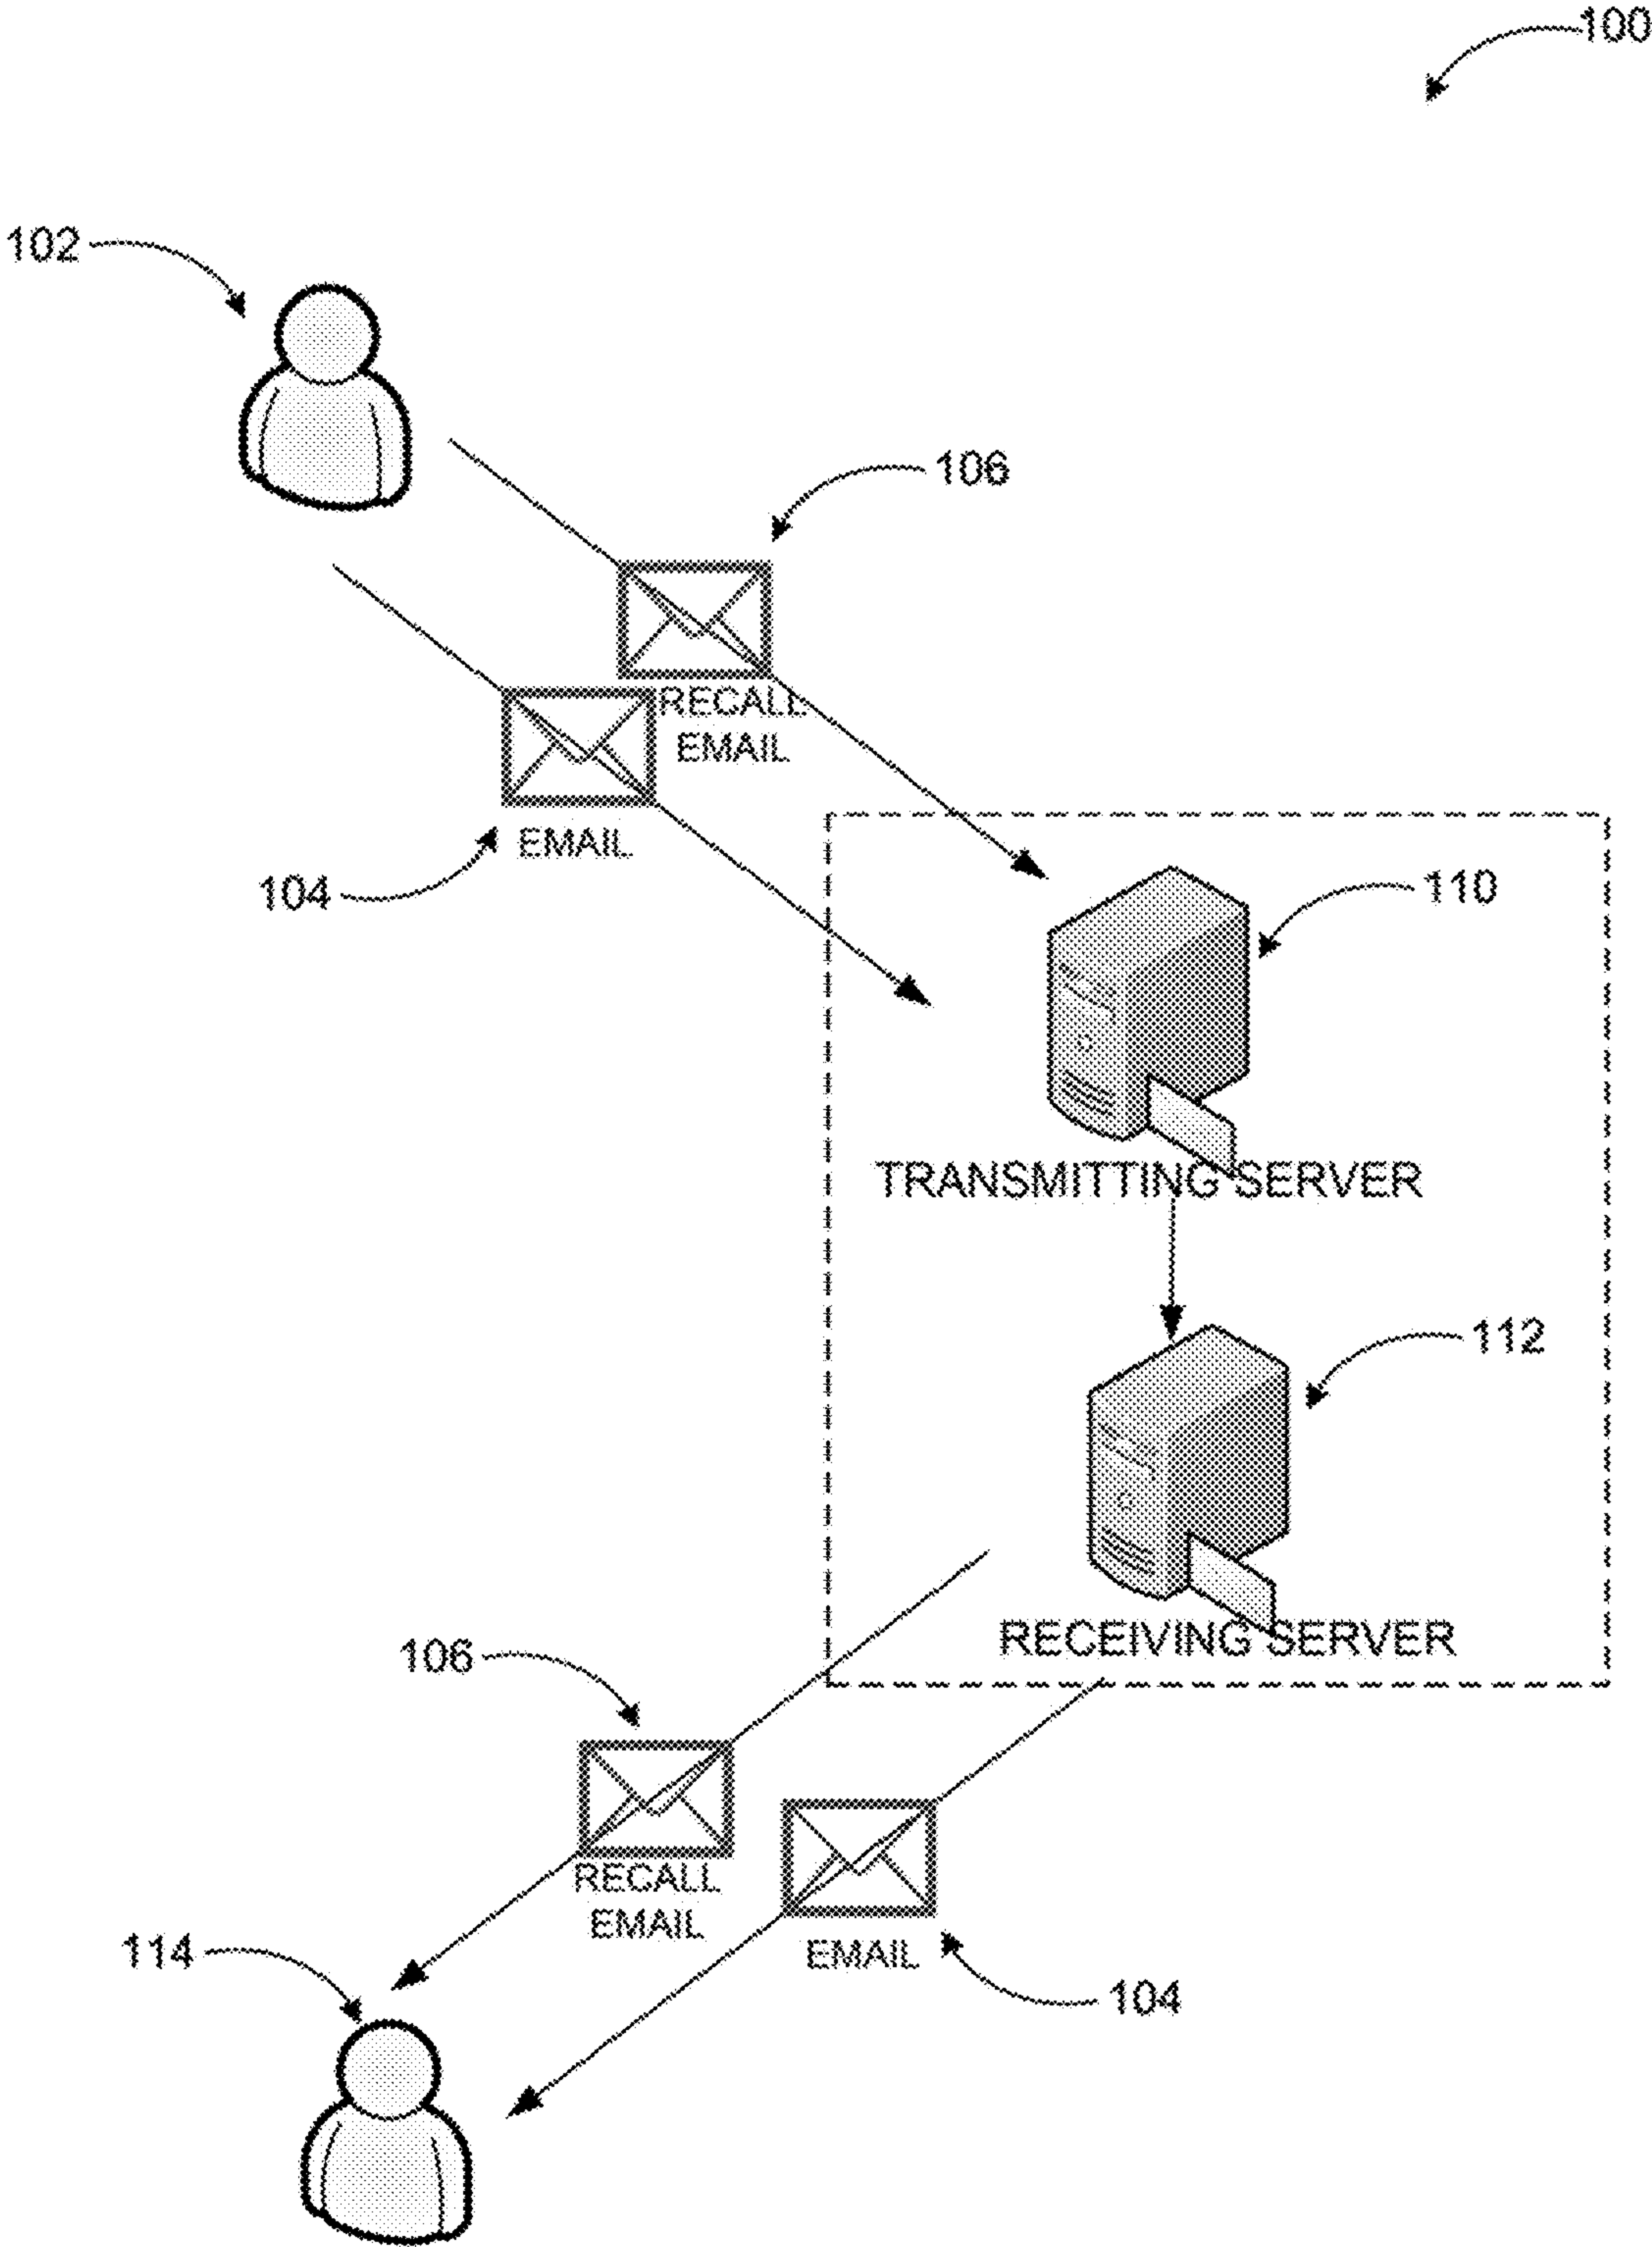 100
102
106
RECALL
EMAIL
EMAIL
104
110
TRANSMITTING SERVER
112
RECEIVING SERVER
106
RECALL
EMAIL
114
EMAIL
104